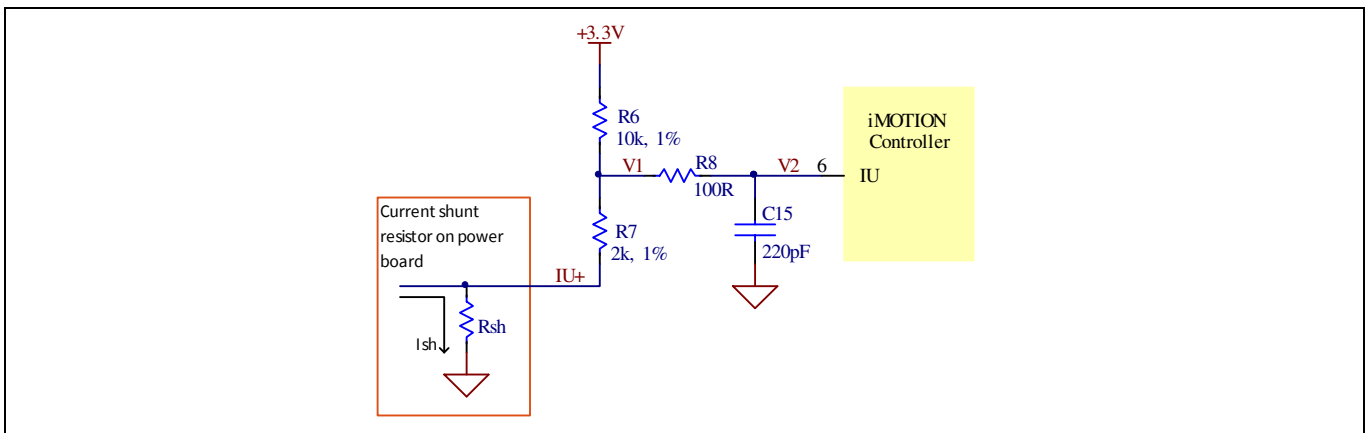 +3.3V
R6
10k, 1%
iMOTION
Controller
V1
R8
100R
V2
6
IU
C15
220pF
R7
2k, 1%
Current shunt
resistor on power
board
IU+
Rsh
Ish